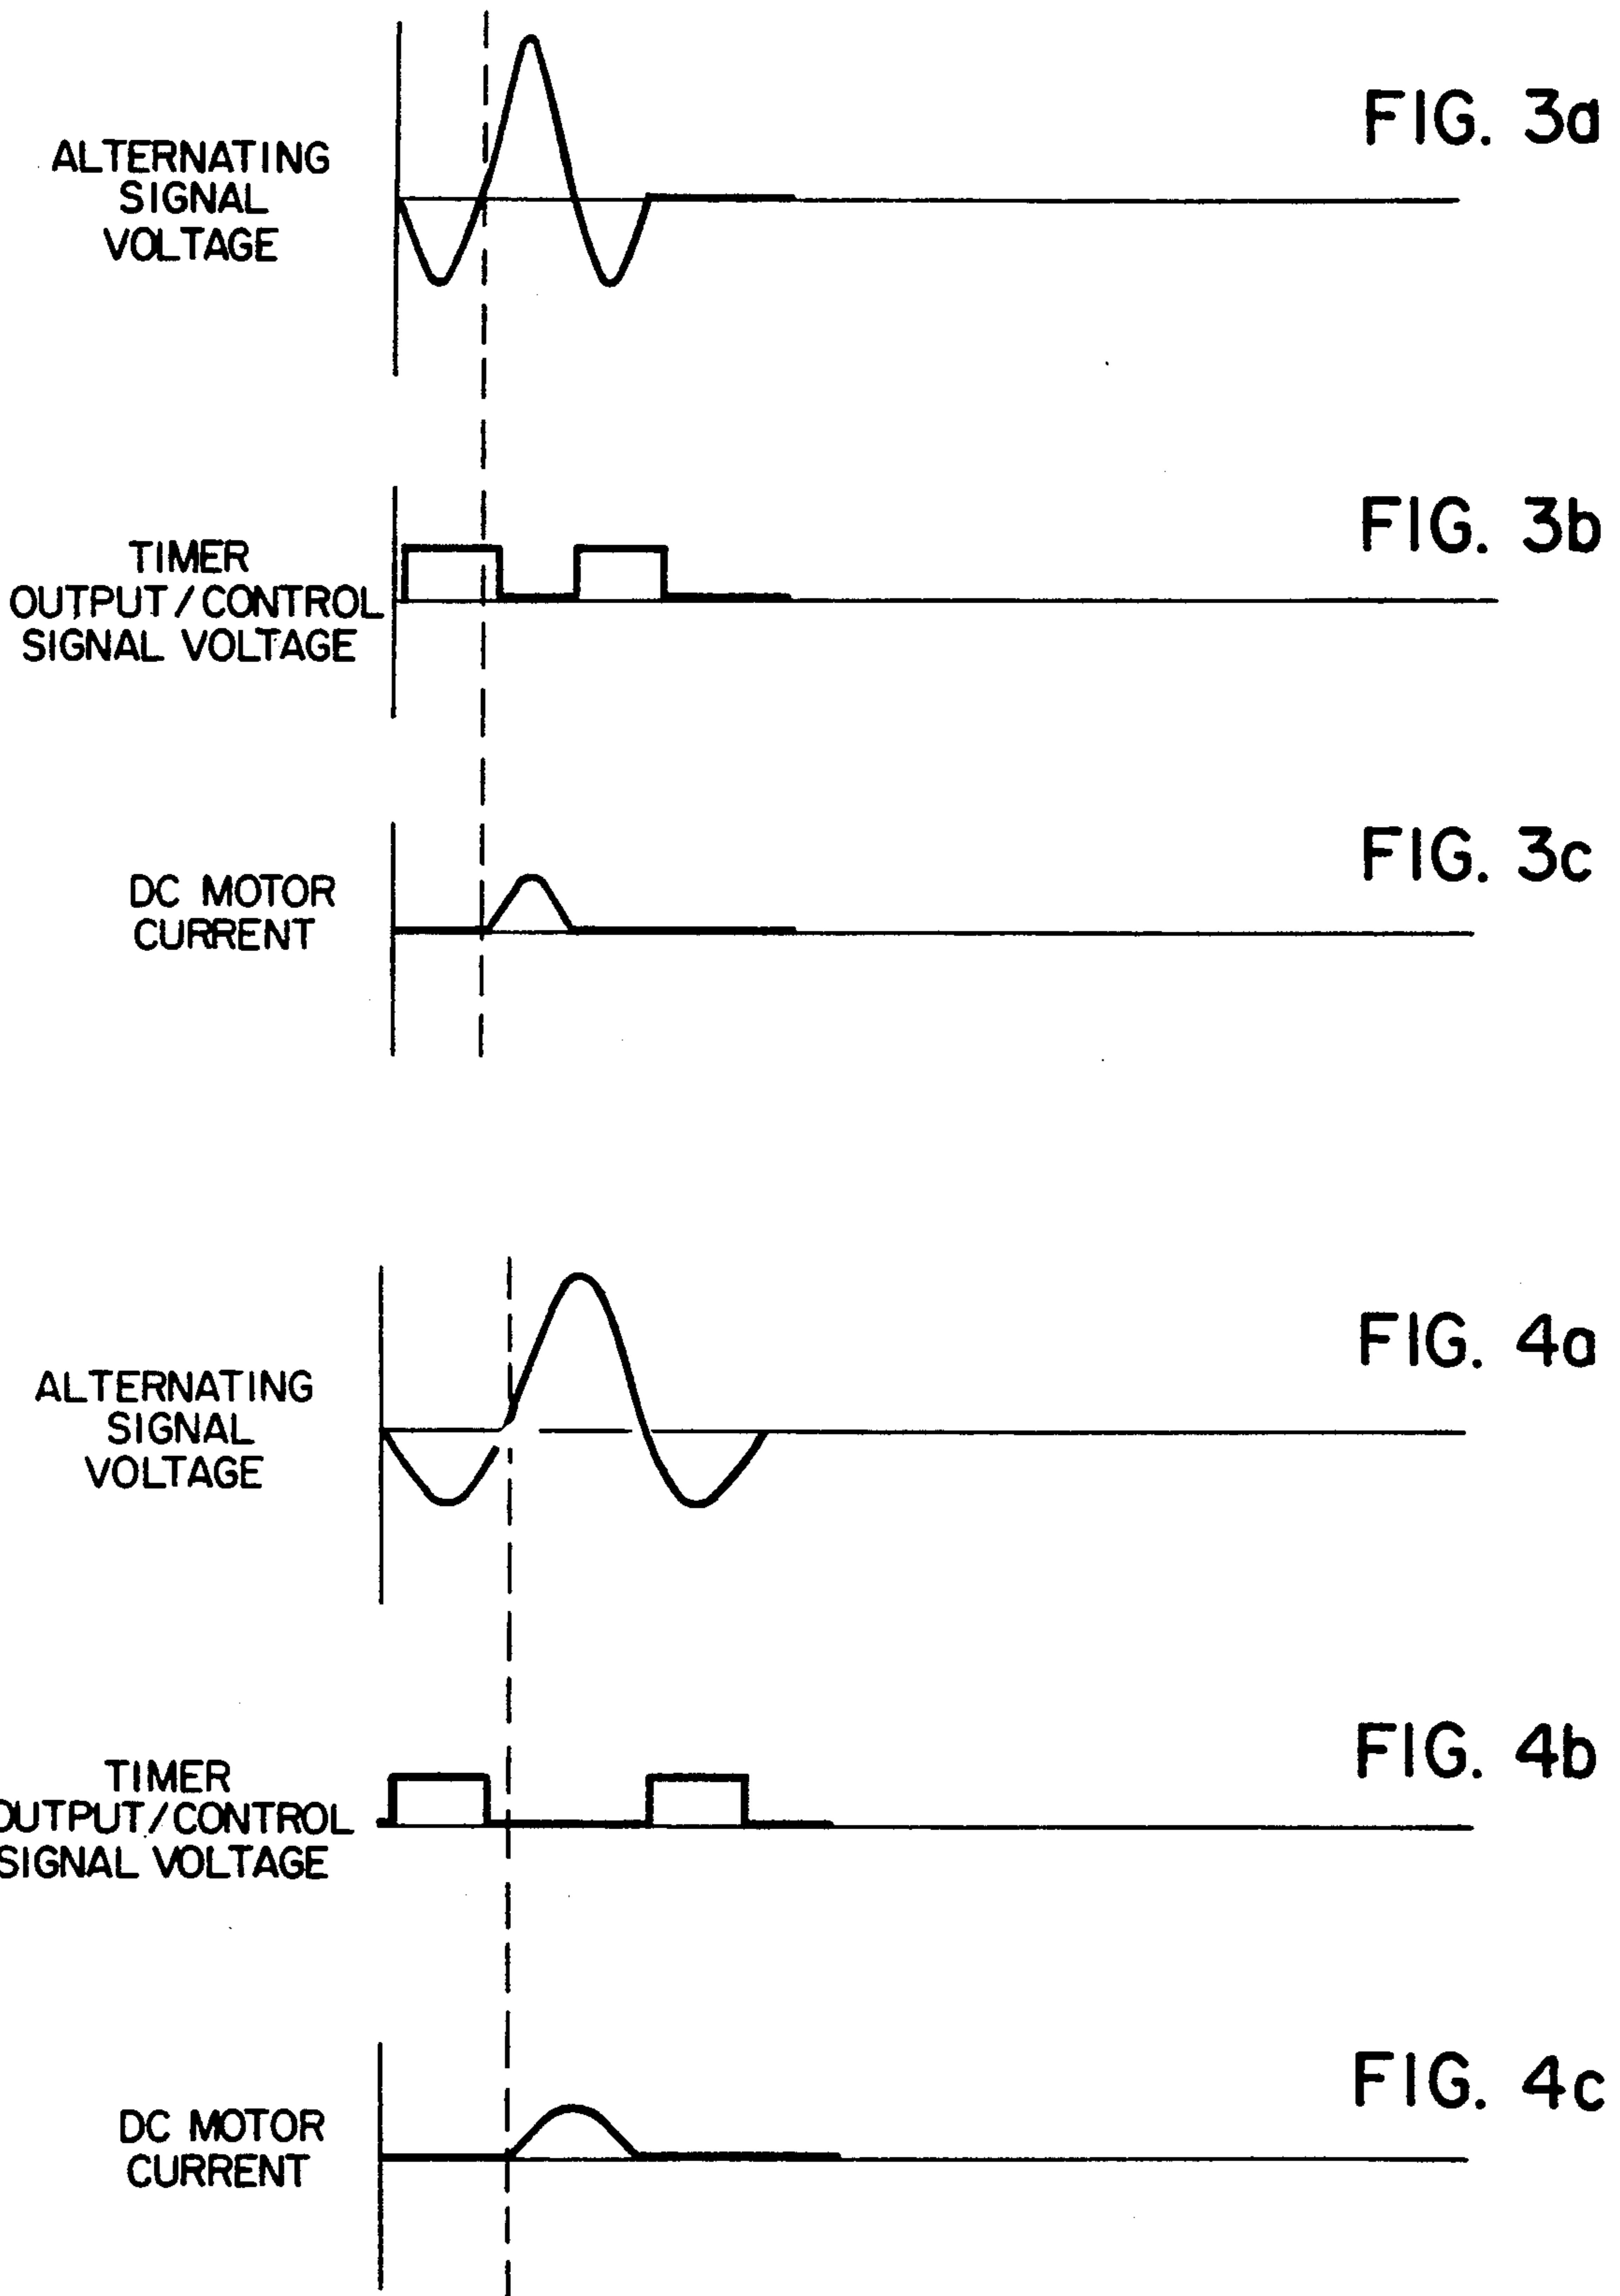 FIG. 3a
ALTERNATING
SIGNAL
VOLTAGE
FIG. 3b
TIMER
OUTPUT/CONTROL
SIGNAL VOLTAGE
FIG. 3c
DC MOTOR
CURRENT
FIG. 4a
ALTERNATING
SIGNAL
VOLTAGE
FIG. 4b
TIMER
OUTPUT/CONTROL
SIGNAL VOLTAGE
FIG. 4c
DC MOTOR
CURRENT